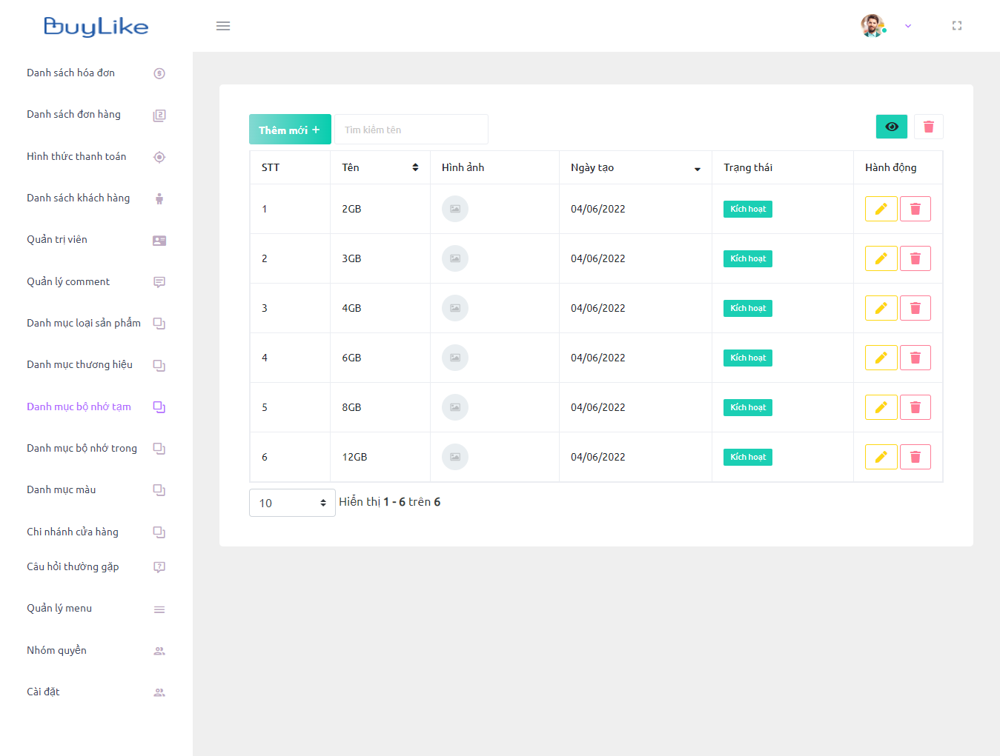 BuyLike
Danh sách hóa đơn
Danh sách đơn hàng
Hình thức thanh toán
Danh sách khách hàng
Quản trị viên
Quản lý comment
Danh mục loại sản phẩm
Danh mục thương hiệu
Danh mục bộ nhớ tạm
Danh mục bộ nhớ trong
Danh mục màu
Chi nhánh cửa hàng
Câu hỏi thường gặp
Quản lý menu
Nhóm quyền
Cài đặt
Thêm mới + Tìm kiếm tên
STT Tên Hình ảnh Ngày tạo Trạng thái Hành động
1 2GB 04/06/2022 Kích hoạt
2 3GB 04/06/2022 Kích hoạt
3 4GB 04/06/2022 Kích hoạt
4 6GB 04/06/2022 Kích hoạt
5 8GB 04/06/2022 Kích hoạt
6 12GB 04/06/2022 Kích hoạt
10 Hiển thị 1 - 6 trên 6